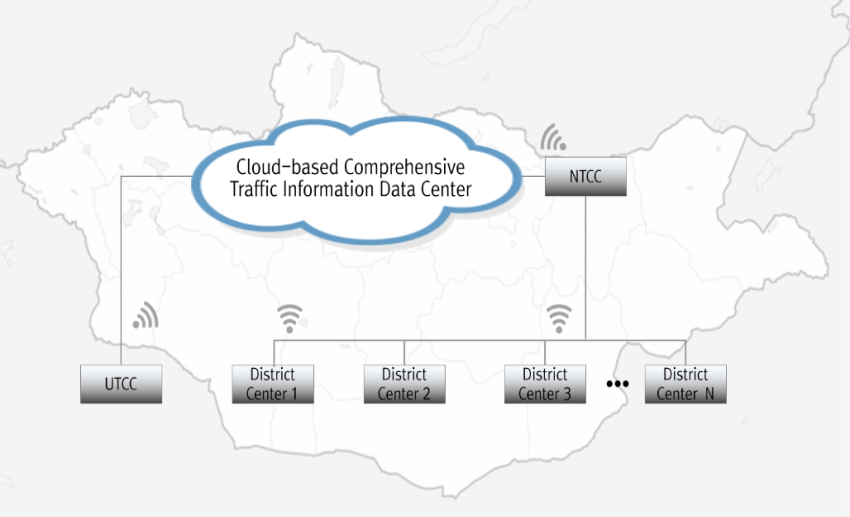 Cloud-based Comprehensive
Traffic Information Data Center
NTCC
UTCC
District
Center 1
District
Center 2
District
Center 3
•••
District
Center N